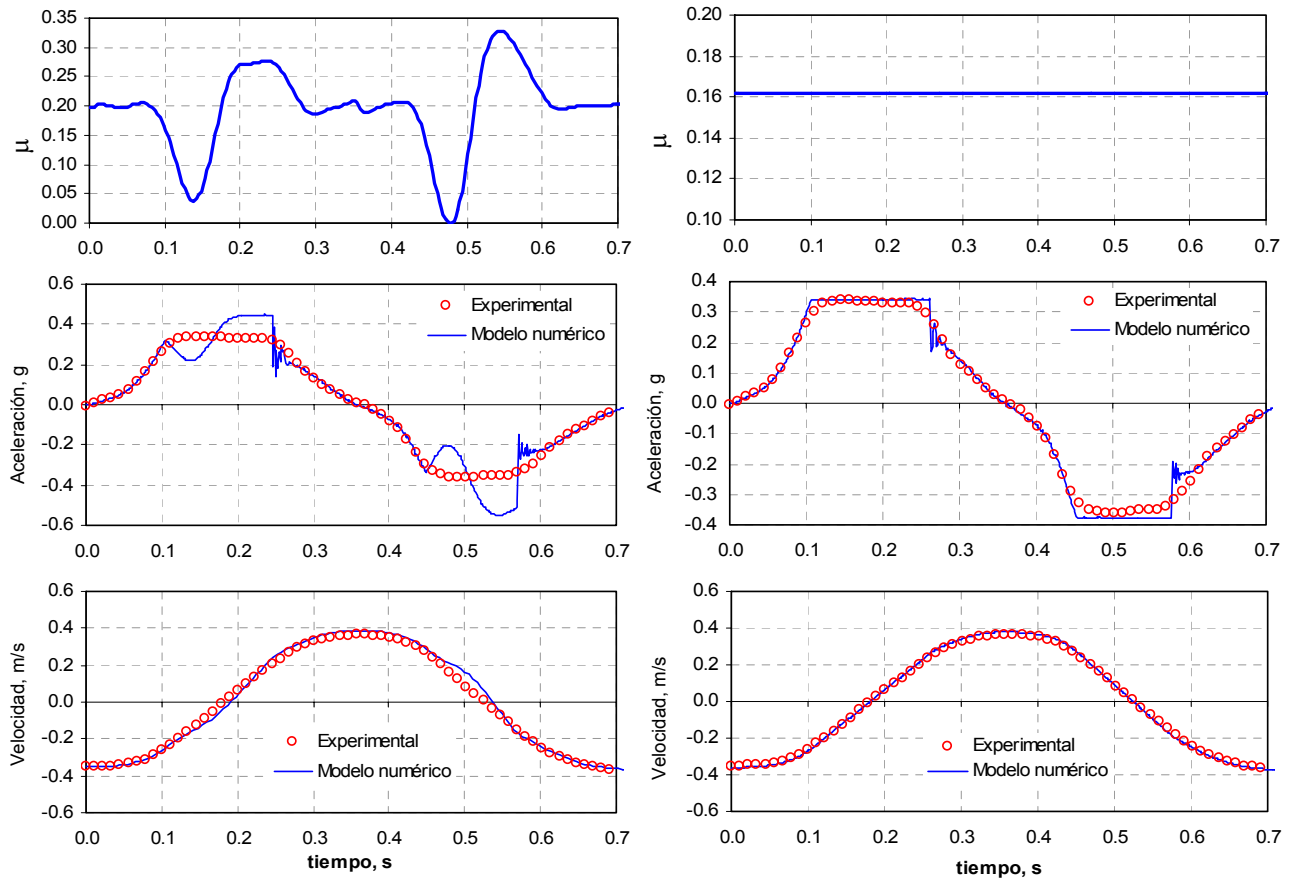 μ
0.35
0.30
0.25
0.20
0.15
0.10
0.05
0.00
0.0 0.1 0.2 0.3 0.4 0.5 0.6 0.7
μ
0.20
0.18
0.16
0.14
0.12
0.10
0.0 0.1 0.2 0.3 0.4 0.5 0.6 0.7
Aceleración, g
0.6
0.4
0.2
0.0
-0.2
-0.4
-0.6
Experimental
Modelo numérico
0.0 0.1 0.2 0.3 0.4 0.5 0.6 0.7
Aceleración, g
0.4
0.3
0.2
0.1
0.0
-0.1
-0.2
-0.3
-0.4
Experimental
Modelo numérico
0.0 0.1 0.2 0.3 0.4 0.5 0.6 0.7
Velocidad, m/s
0.6
0.4
0.2
0.0
-0.2
-0.4
-0.6
Experimental
Modelo numérico
0.0 0.1 0.2 0.3 0.4 0.5 0.6 0.7
tiempo, s
Velocidad, m/s
0.6
0.4
0.2
0.0
-0.2
-0.4
-0.6
Experimental
Modelo numérico
0.0 0.1 0.2 0.3 0.4 0.5 0.6 0.7
tiempo, s